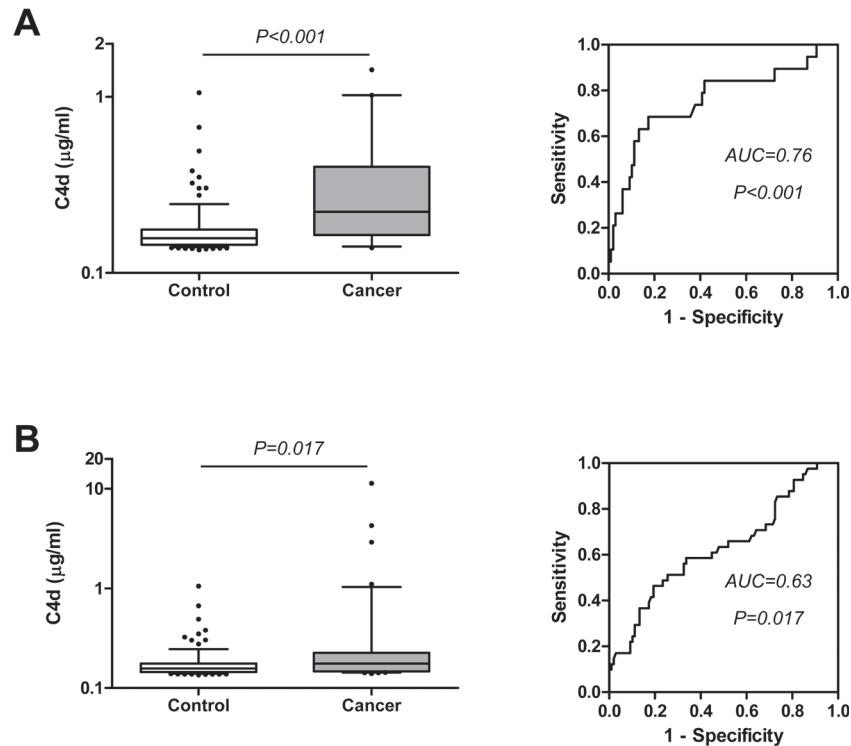 A
P<0.001
2
1
0.1
C4d (µg/ml)
Control
Cancer
1.0
0.8
0.6
0.4
0.2
0.0
Sensitivity
AUC=0.76
P<0.001
0.0
0.2
0.4
0.6
0.8
1.0
1 - Specificity
B
P=0.017
20
10
1
0.1
C4d (µg/ml)
Control
Cancer
1.0
0.8
0.6
0.4
0.2
0.0
Sensitivity
AUC=0.63
P=0.017
0.0
0.2
0.4
0.6
0.8
1.0
1 - Specificity